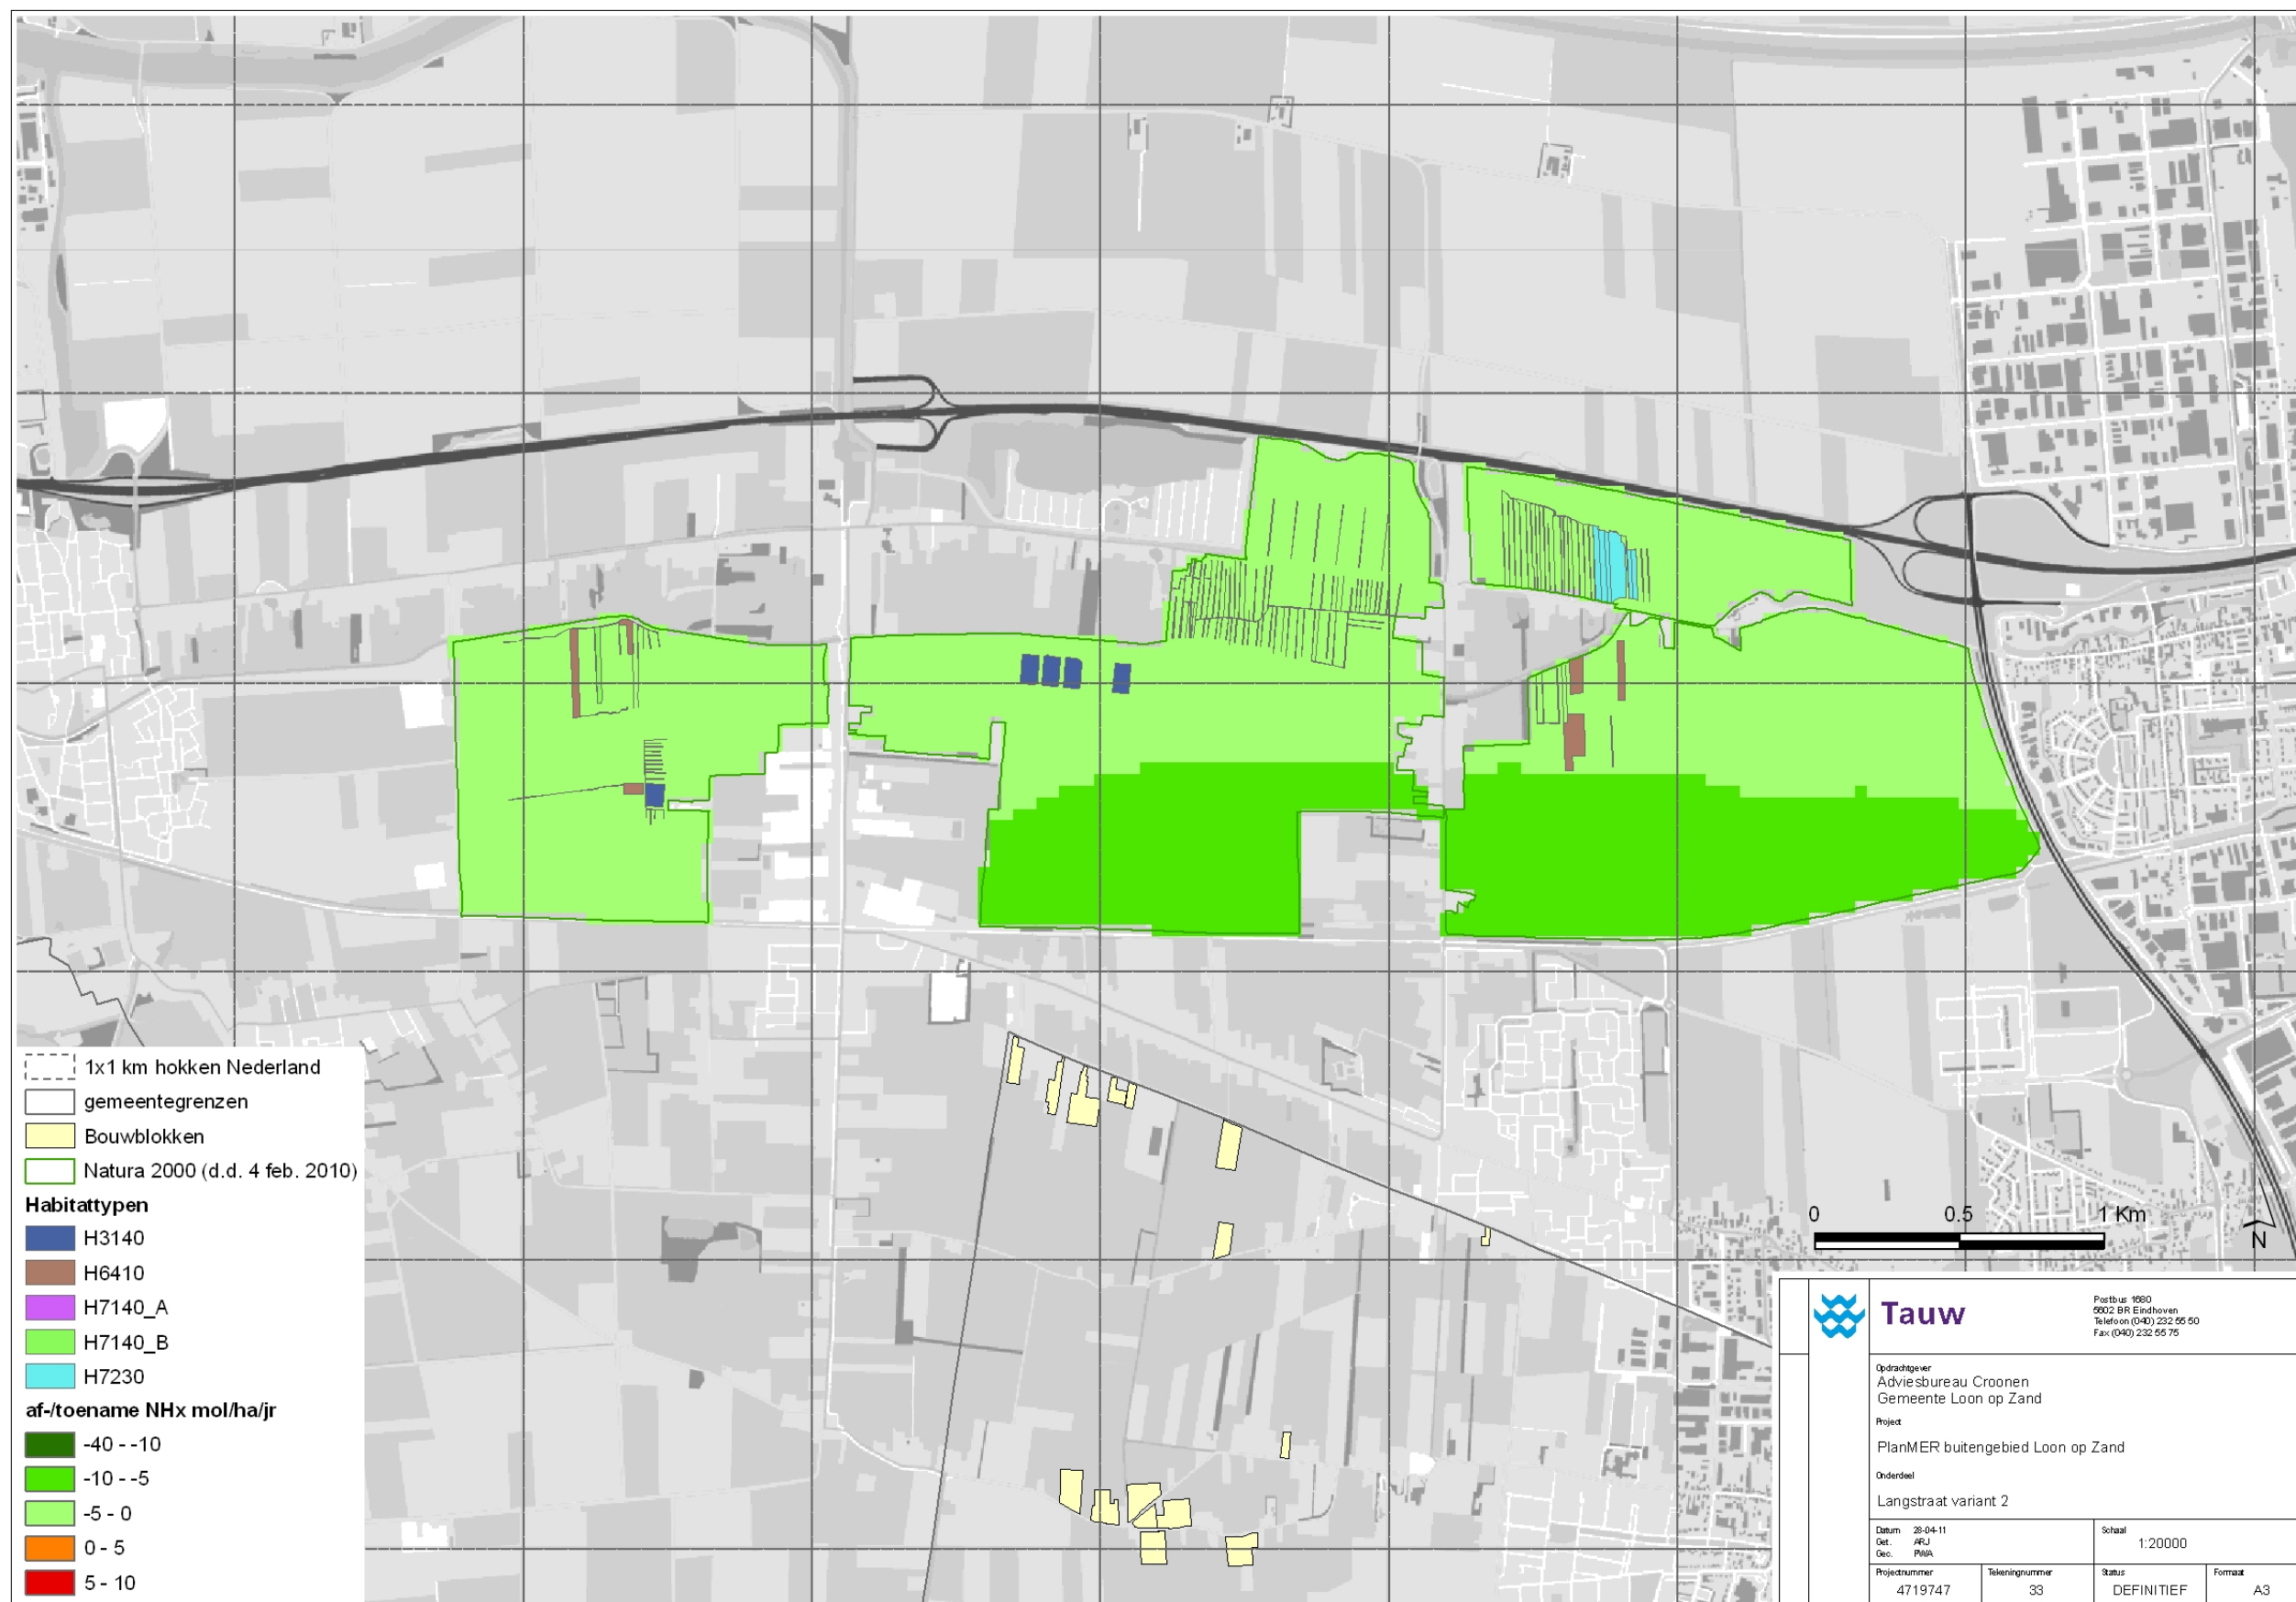 1x1 km hokken Nederland
gemeentegrenzen
Bouwblokken
Natura 2000 (d.d. 4 feb. 2010)
Habitattypen
H3140
H6410
H7140_A
H7140_B
H7230
af-/toename NHx mol/ha/jr
-40 - -10
-10 - -5
-5 - 0
0 - 5
5 - 10
0 0.5 1 Km
N
Tauw
Postbus 1680
5602 BR Eindhoven
Telefoon (040) 232 55 50
Fax (040) 232 55 75
Opdrachtgever
Adviesbureau Croonen
Gemeente Loon op Zand
Project
PlanMER buitengebied Loon op Zand
Onderdeel
Langstraat variant 2
Datum 28-04-11
Get. ARJ
Gec. PWA
Schaal
1:20000
Projectnummer
4719747
Tekeningnummer
33
Status
DEFINITIEF
Formaat
A3